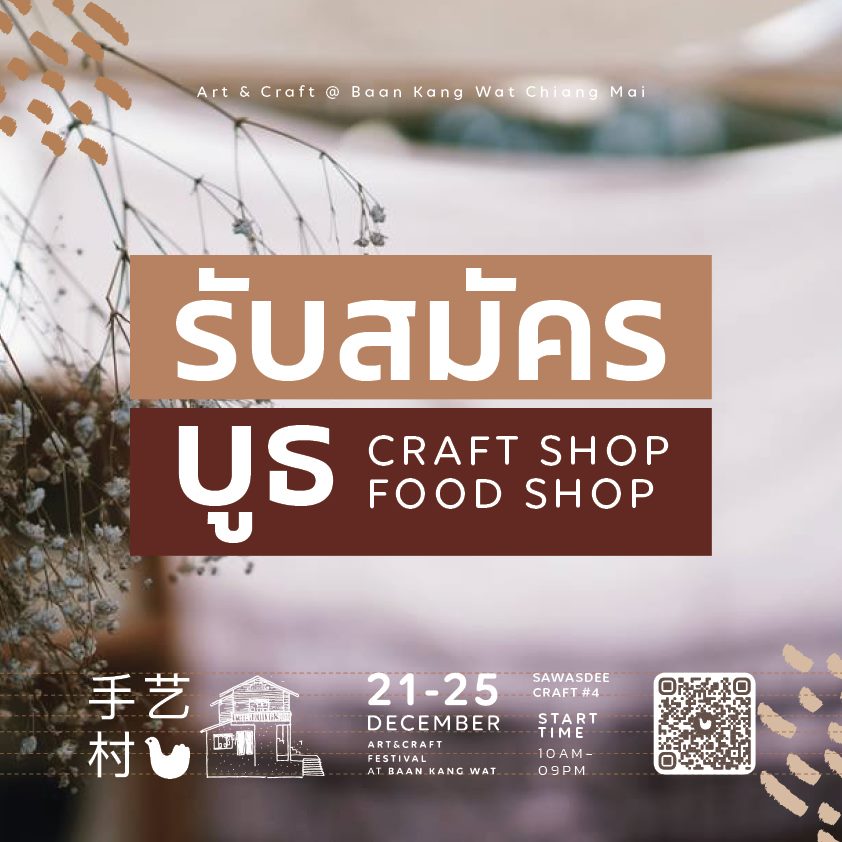 Art & Craft @ Baan Kang Wat Chiang Mai
รับสมัคร
บูธ
CRAFT SHOP
FOOD SHOP
手艺
村
21-25
DECEMBER
ART&CRAFT
FESTIVAL
AT BAAN KANG WAT
SAWASDEE
CRAFT #4
START
TIME
10AM–
09PM